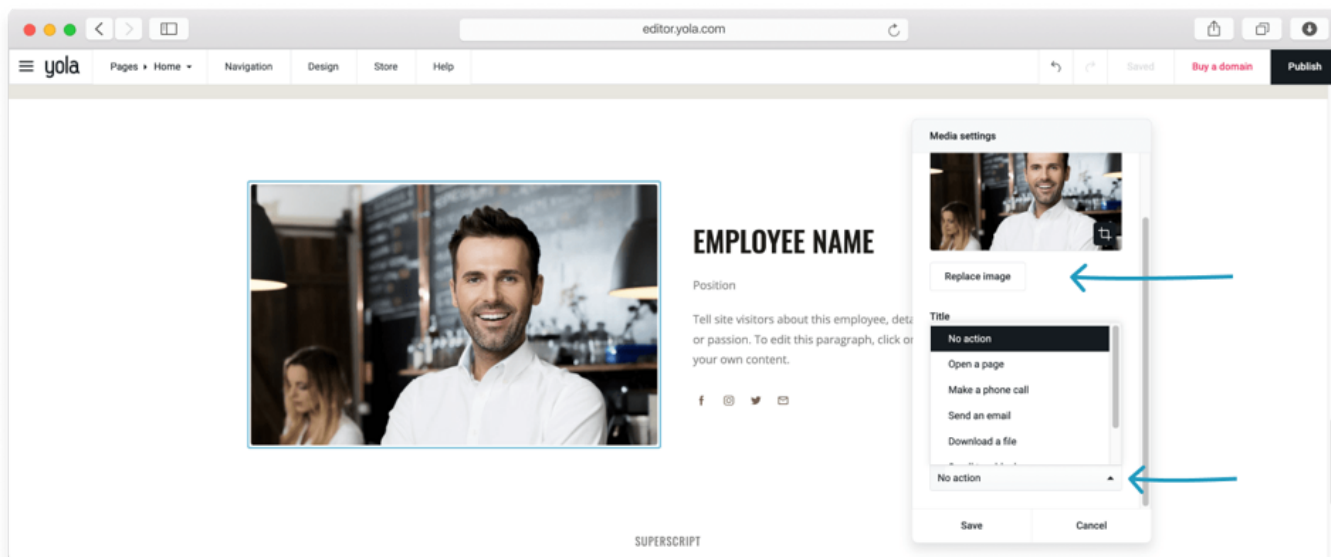 editor.yola.com
yola
Pages › Home
Navigation
Design
Store
Help
Saved
Buy a domain
Publish
Media settings
Replace image
Title
No action
Open a page
Make a phone call
Send an email
Download a file
No action
Save
Cancel
EMPLOYEE NAME
Position
Tell site visitors about this employee, deta
or passion. To edit this paragraph, click on
your own content.
SUPERSCRIPT